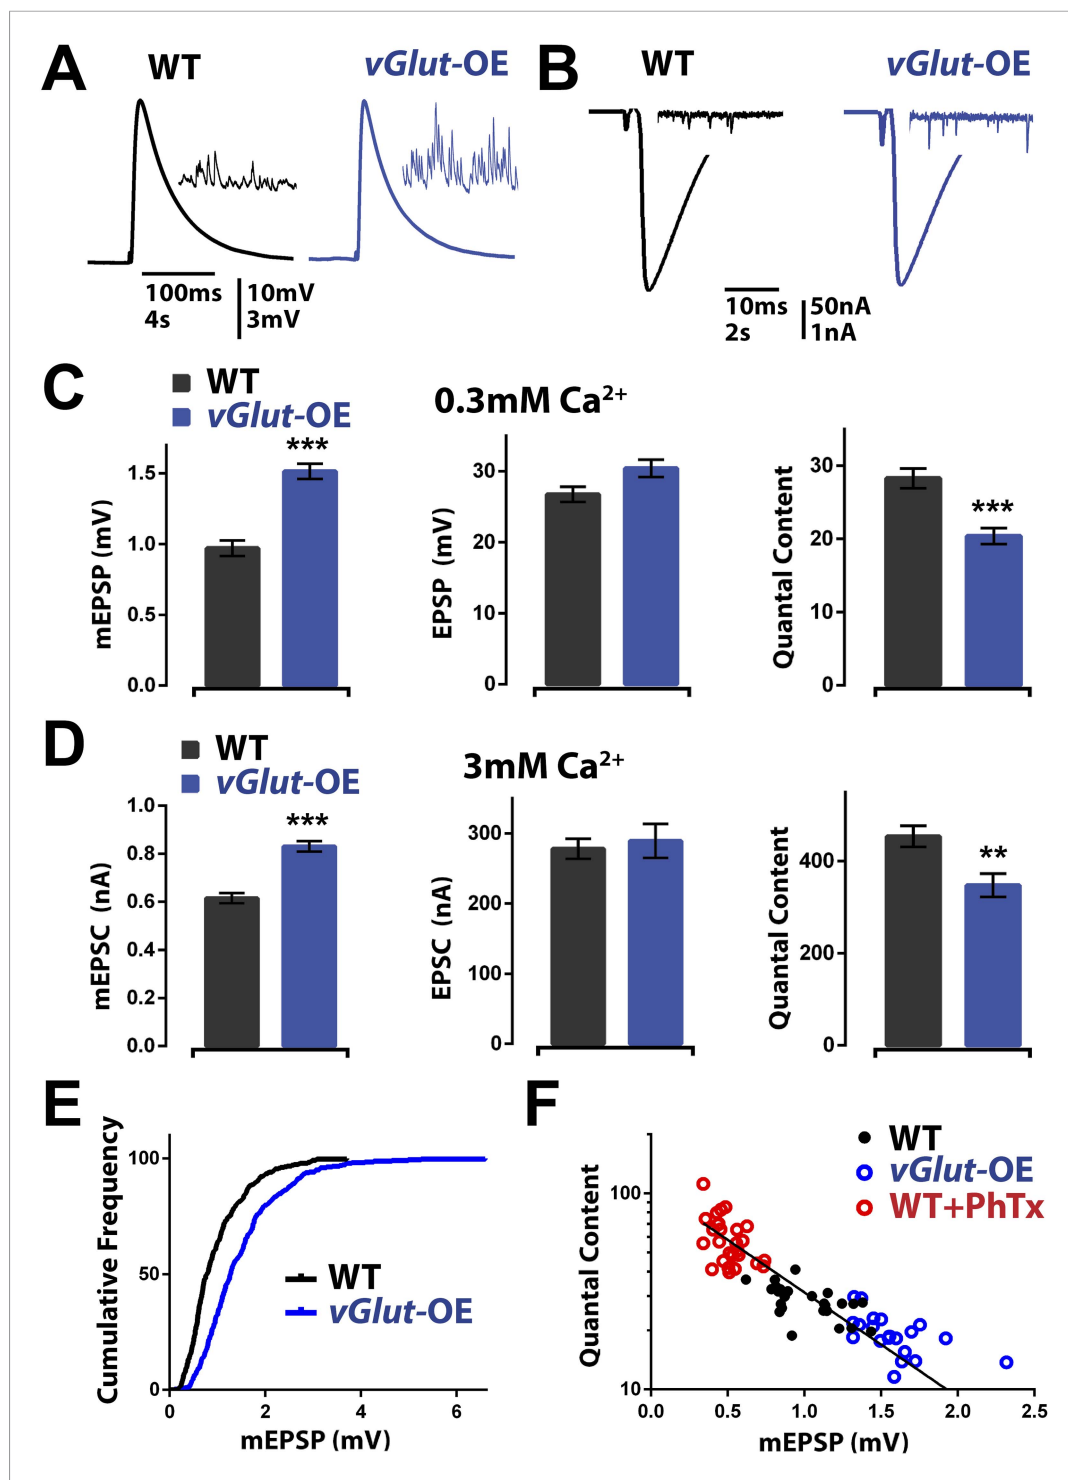 A
WT
vGlut-OE
100ms
4s
10mV
3mV
B
WT
vGlut-OE
10ms
2s
50nA
1nA
C
WT
vGlut-OE
0.3mM Ca²⁺
mEPSP (mV)
1.5
1.0
0.5
0.0
***
EPSP (mV)
30
20
10
0
Quantal Content
30
20
10
0
***
D
WT
vGlut-OE
3mM Ca²⁺
mEPSC (nA)
1.0
0.8
0.6
0.4
0.2
0.0
***
EPSC (nA)
300
200
100
0
Quantal Content
400
200
0
**
E
Cumulative Frequency
100
50
0
WT
vGlut-OE
0 2 4 6
mEPSP (mV)
F
WT
vGlut-OE
WT+PhTx
Quantal Content
100
10
0.0 0.5 1.0 1.5 2.0 2.5
mEPSP (mV)